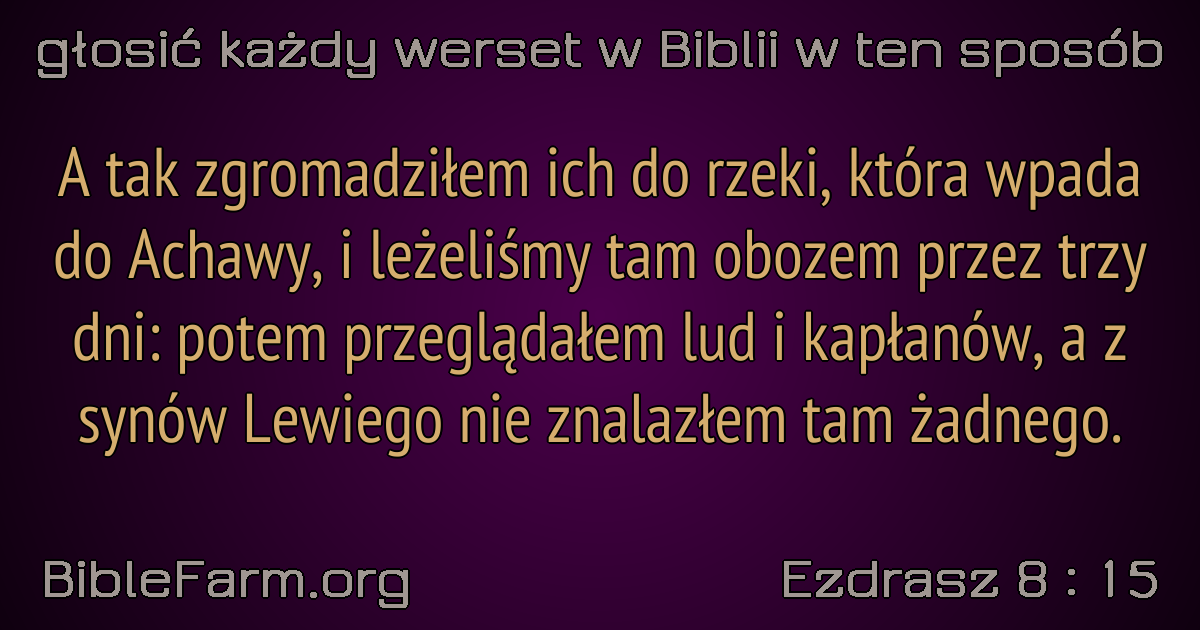 głosić każdy werset w Biblii w ten sposób
A tak zgromadziłem ich do rzeki, która wpada
do Achawy, i leżeliśmy tam obozem przez trzy
dni: potem przeglądałem lud i kapłanów, a z
synów Lewiego nie znalazłem tam żadnego.
BibleFarm.org
Ezdrasz 8 : 15